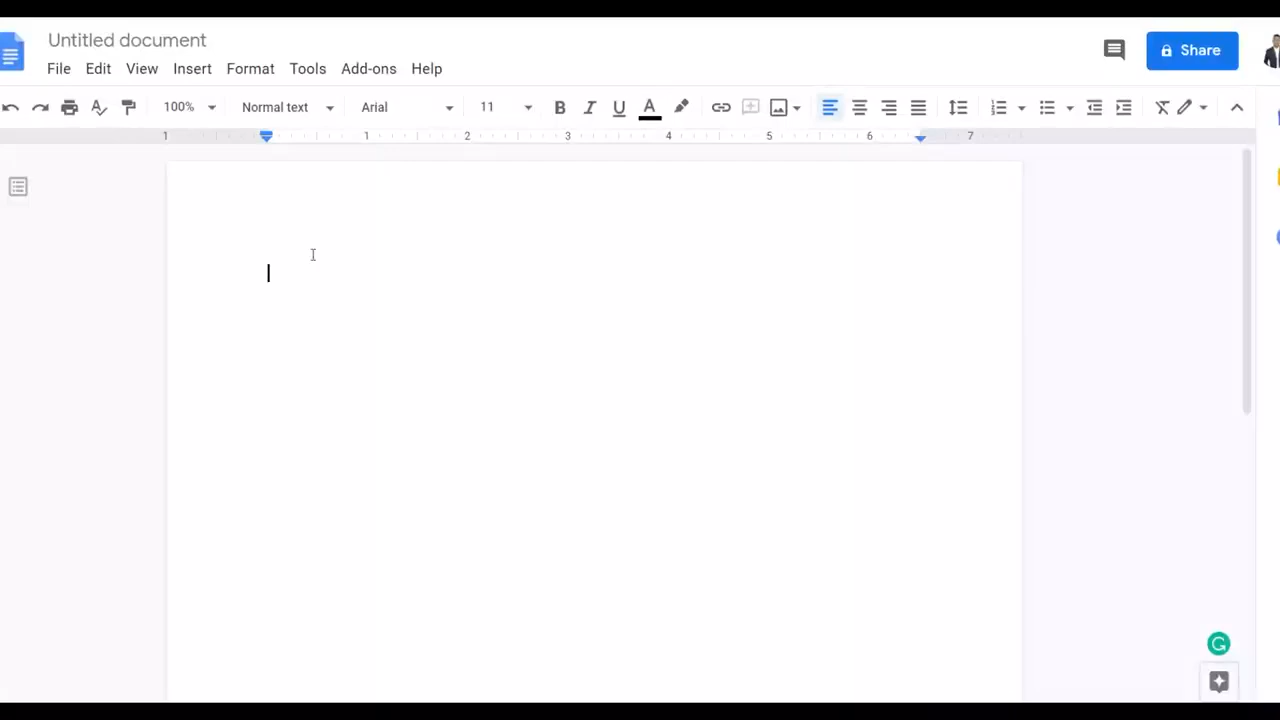 Untitled document
Share
File Edit View Insert Format Tools Add-ons Help
100% Normal text Arial 11 B I U A
1 1 2 3 4 5 6 7